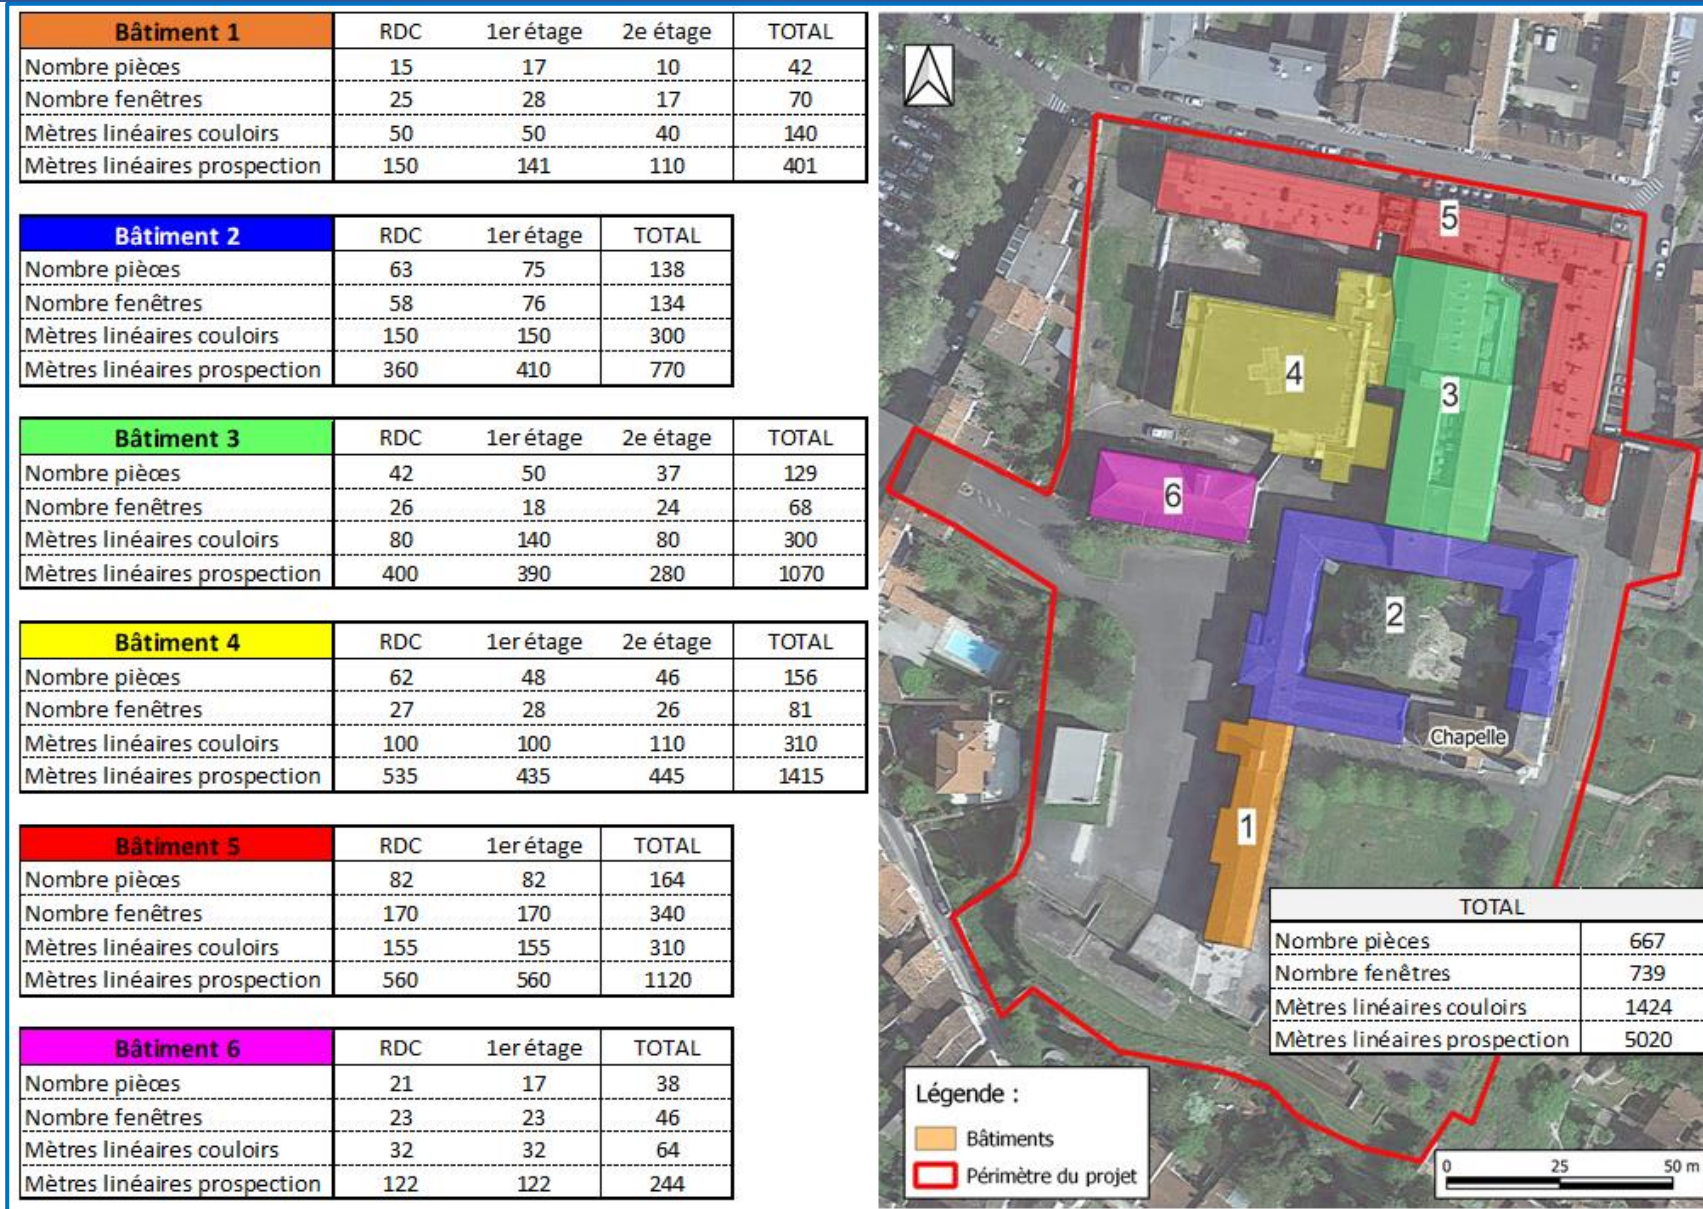 Bâtiment 1 RDC 1er étage 2e étage TOTAL
Nombre pièces 15 17 10 42
Nombre fenêtres 25 28 17 70
Mètres linéaires couloirs 50 50 40 140
Mètres linéaires prospection 150 141 110 401
Bâtiment 2 RDC 1er étage TOTAL
Nombre pièces 63 75 138
Nombre fenêtres 58 76 134
Mètres linéaires couloirs 150 150 300
Mètres linéaires prospection 360 410 770
Bâtiment 3 RDC 1er étage 2e étage TOTAL
Nombre pièces 42 50 37 129
Nombre fenêtres 26 18 24 68
Mètres linéaires couloirs 80 140 80 300
Mètres linéaires prospection 400 390 280 1070
Bâtiment 4 RDC 1er étage 2e étage TOTAL
Nombre pièces 62 48 46 156
Nombre fenêtres 27 28 26 81
Mètres linéaires couloirs 100 100 110 310
Mètres linéaires prospection 535 435 445 1415
Bâtiment 5 RDC 1er étage TOTAL
Nombre pièces 82 82 164
Nombre fenêtres 170 170 340
Mètres linéaires couloirs 155 155 310
Mètres linéaires prospection 560 560 1120
Bâtiment 6 RDC 1er étage TOTAL
Nombre pièces 21 17 38
Nombre fenêtres 23 23 46
Mètres linéaires couloirs 32 32 64
Mètres linéaires prospection 122 122 244
5
4
3
6
2
Chapelle
1
TOTAL
Nombre pièces 667
Nombre fenêtres 739
Mètres linéaires couloirs 1424
Mètres linéaires prospection 5020
Légende :
Bâtiments
Périmètre du projet
0 25 50 m